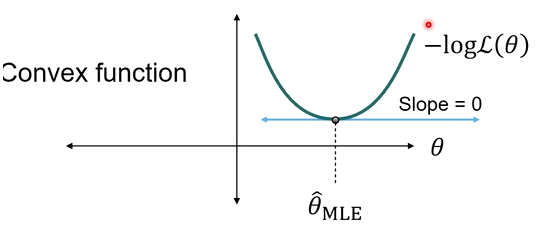 Convex function
−logℒ(θ)
Slope = 0
θ
θ̂MLE